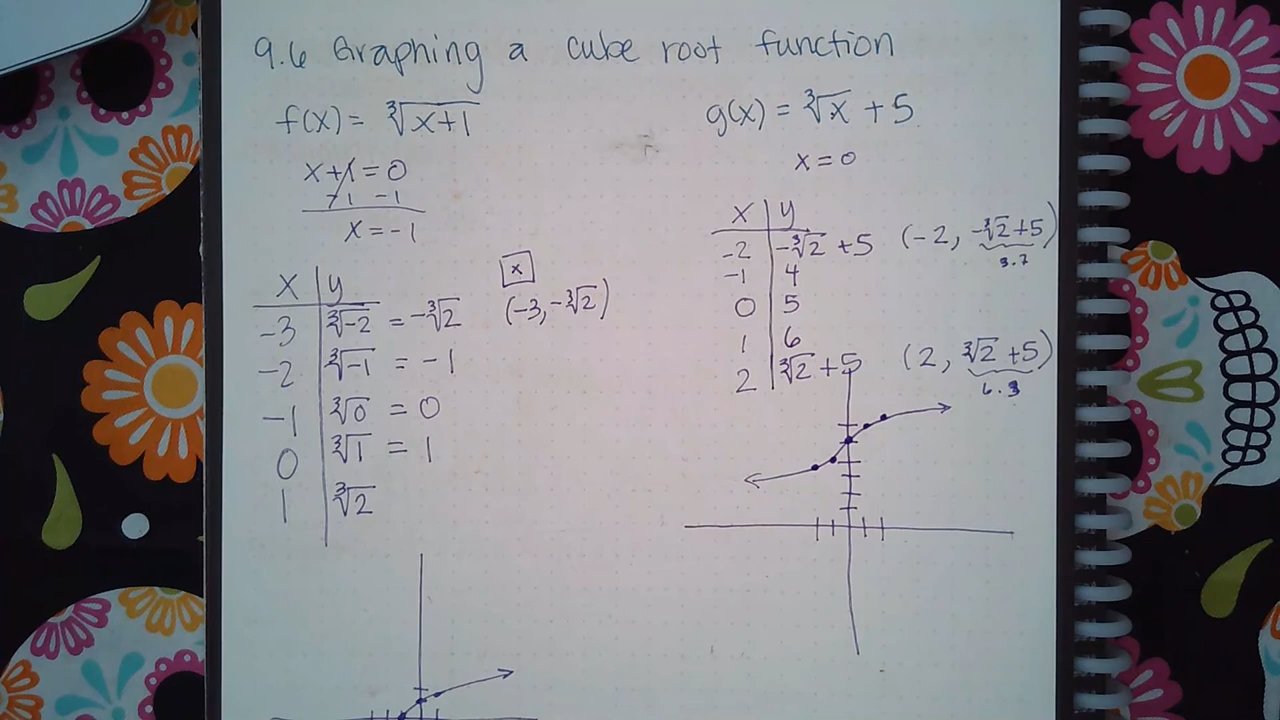 9.6 Graphing a cube root function
f(x) = ∛(x+1)
x+1 = 0
-1 -1
x = -1
x | y
-3 | ∛-2 = -∛2
-2 | ∛-1 = -1
-1 | ∛0 = 0
0 | ∛1 = 1
1 | ∛2
x
(-3, -∛2)
g(x) = ∛x + 5
x = 0
x | y
-2 | -∛2 + 5
-1 | 4
0 | 5
1 | 6
2 | ∛2 + 5
(-2, -∛2 + 5)
3.7
(2, ∛2 + 5)
6.3